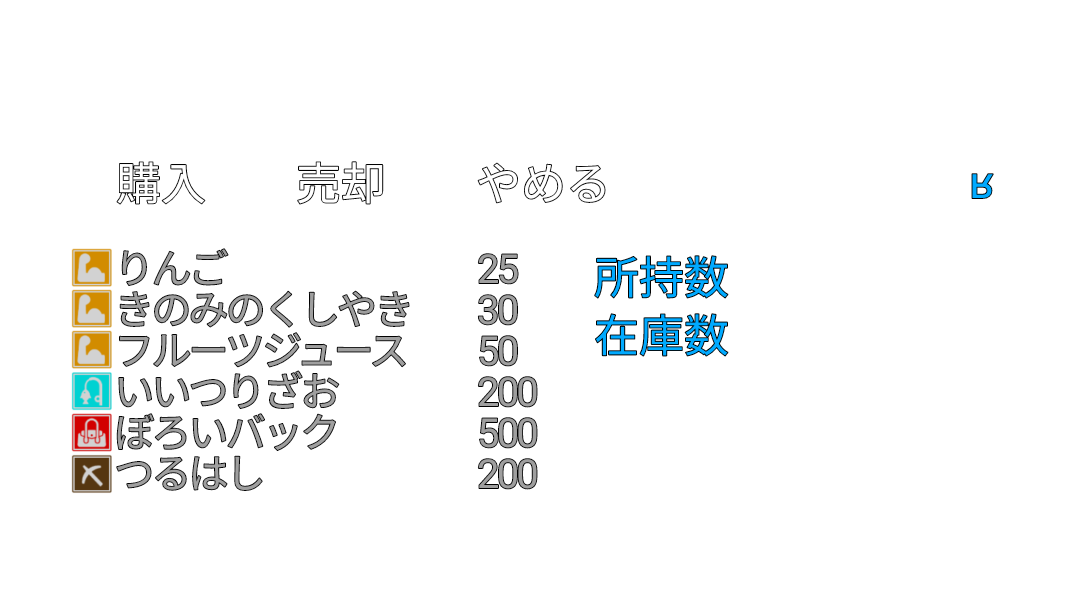 購入 売却 やめる R
りんご 25 所持数
きのみのくしやき 30
在庫数
フルーツジュース 50
いいつりざお 200
ぼろいバック 500
つるはし 200